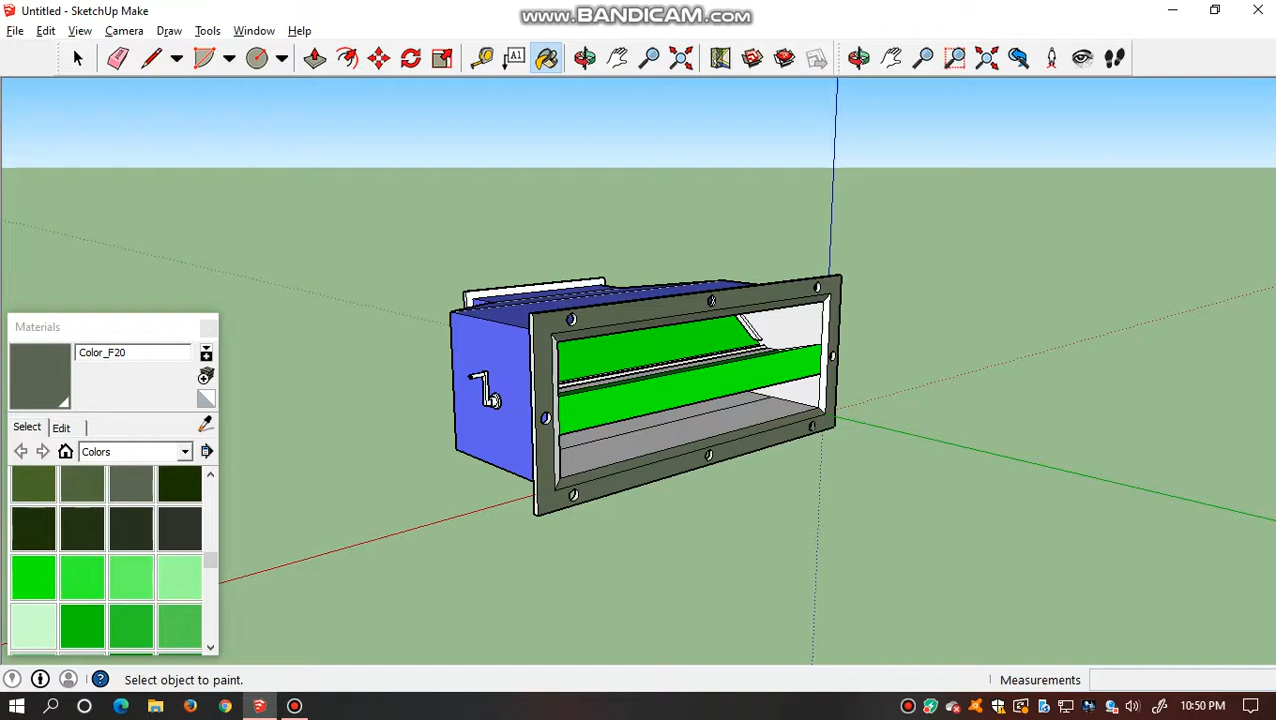 Untitled - SketchUp Make
www.BANDICAM.com
File Edit View Camera Draw Tools Window Help
A1
Materials
Color_F20
Select Edit
Colors
Select object to paint.
Measurements
10:50 PM